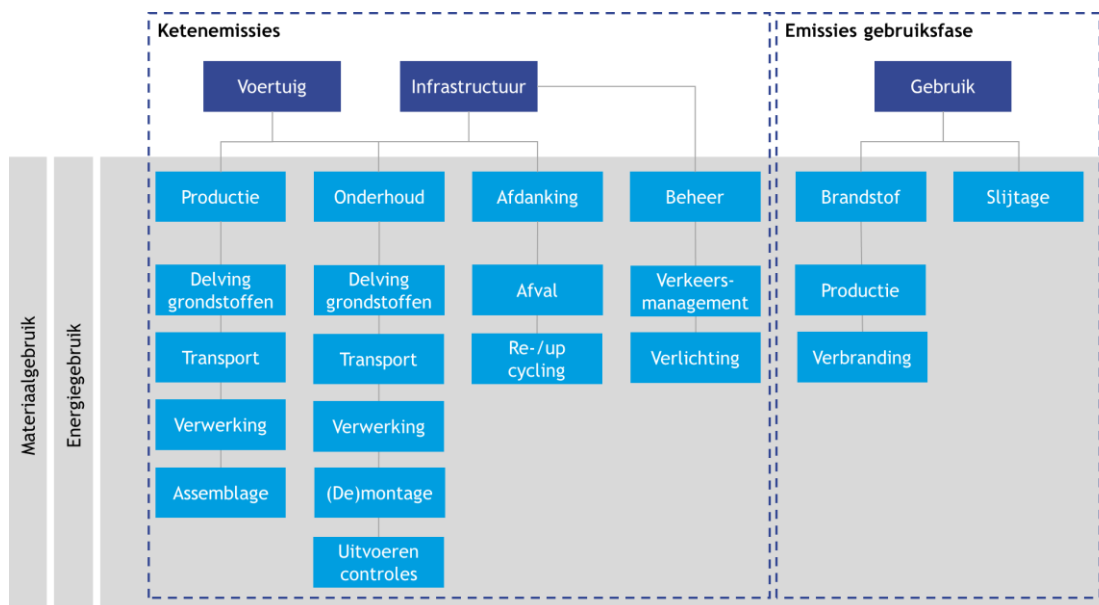 Ketenemissies
Emissies gebruiksfase
Voertuig
Infrastructuur
Gebruik
Productie
Onderhoud
Afdanking
Beheer
Brandstof
Slijtage
Delving
grondstoffen
Delving
grondstoffen
Afval
Verkeers-
management
Productie
Transport
Transport
Re-/up
cycling
Verlichting
Verbranding
Verwerking
Verwerking
Assemblage
(De)montage
Uitvoeren
controles
Materiaalgebruik
Energiegebruik